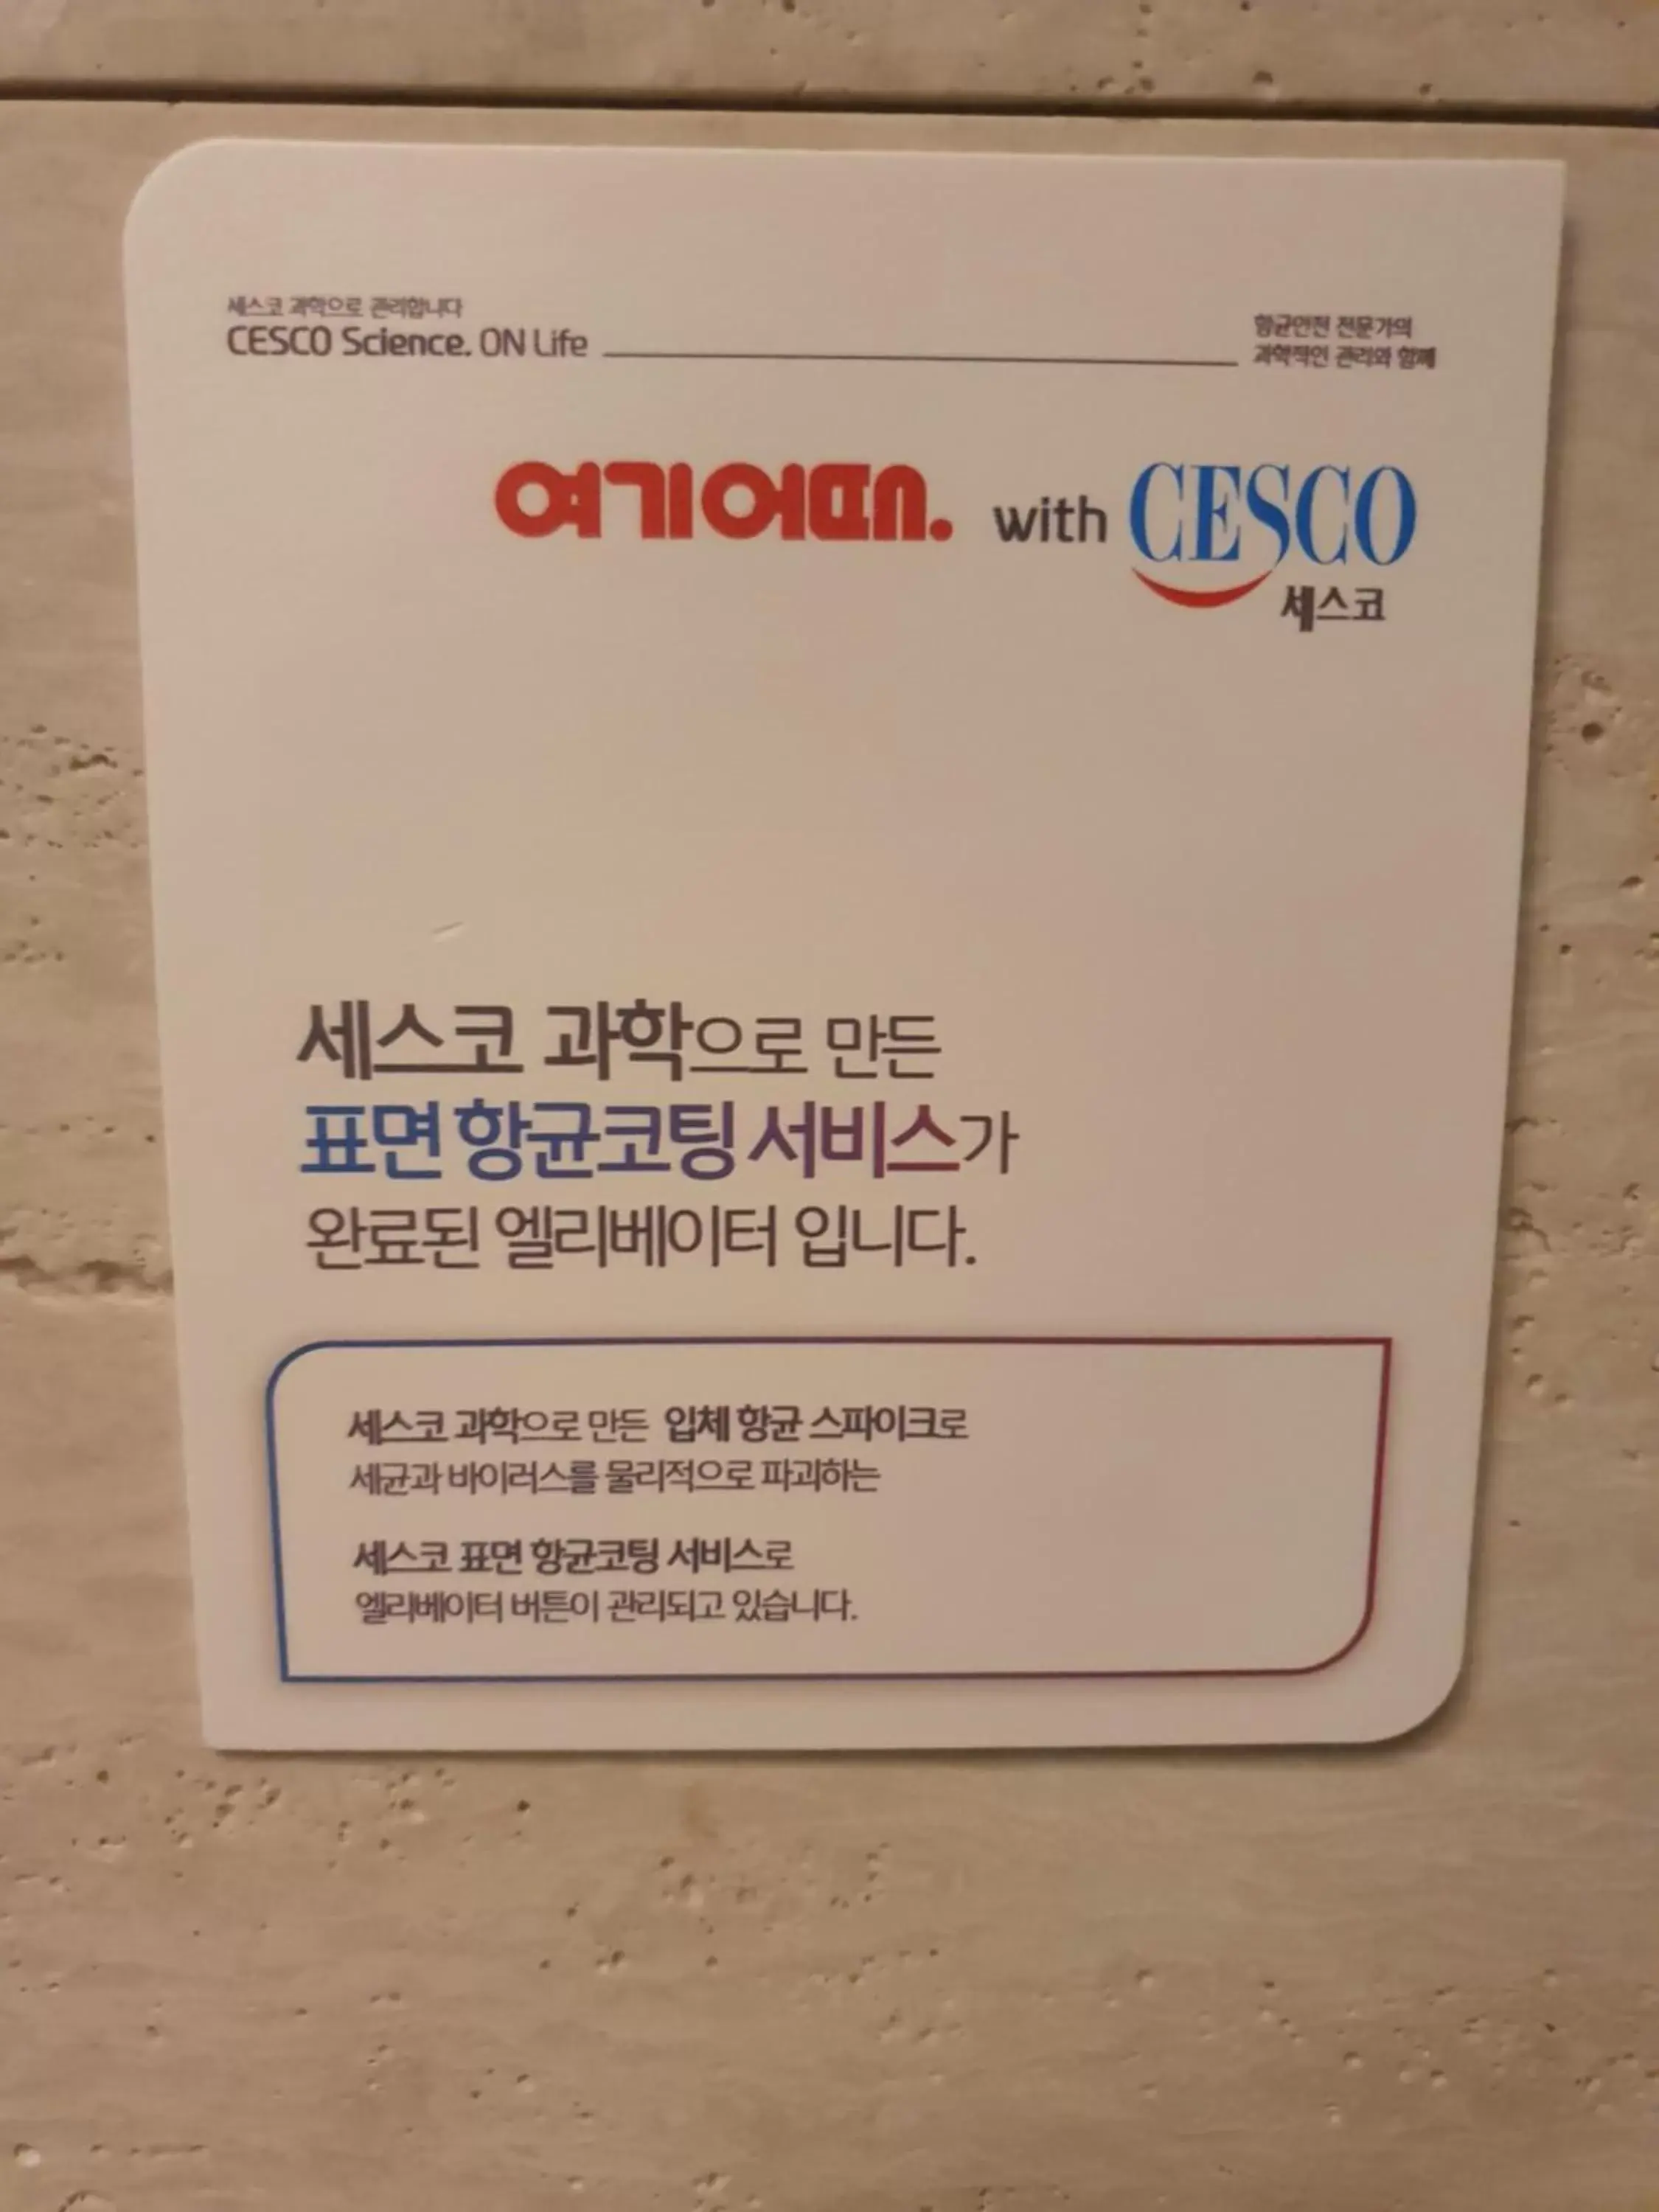 세스코 과학으로 관리합니다
CESCO Science. ON Life
항균안전 전문가의
과학적인 관리와 함께
여기어때. with CESCO
세스코
세스코 과학으로 만든
표면 항균코팅 서비스가
완료된 엘리베이터 입니다.
세스코 과학으로 만든 입체 항균 스파이크로
세균과 바이러스를 물리적으로 파괴하는
세스코 표면 항균코팅 서비스로
엘리베이터 버튼이 관리되고 있습니다.